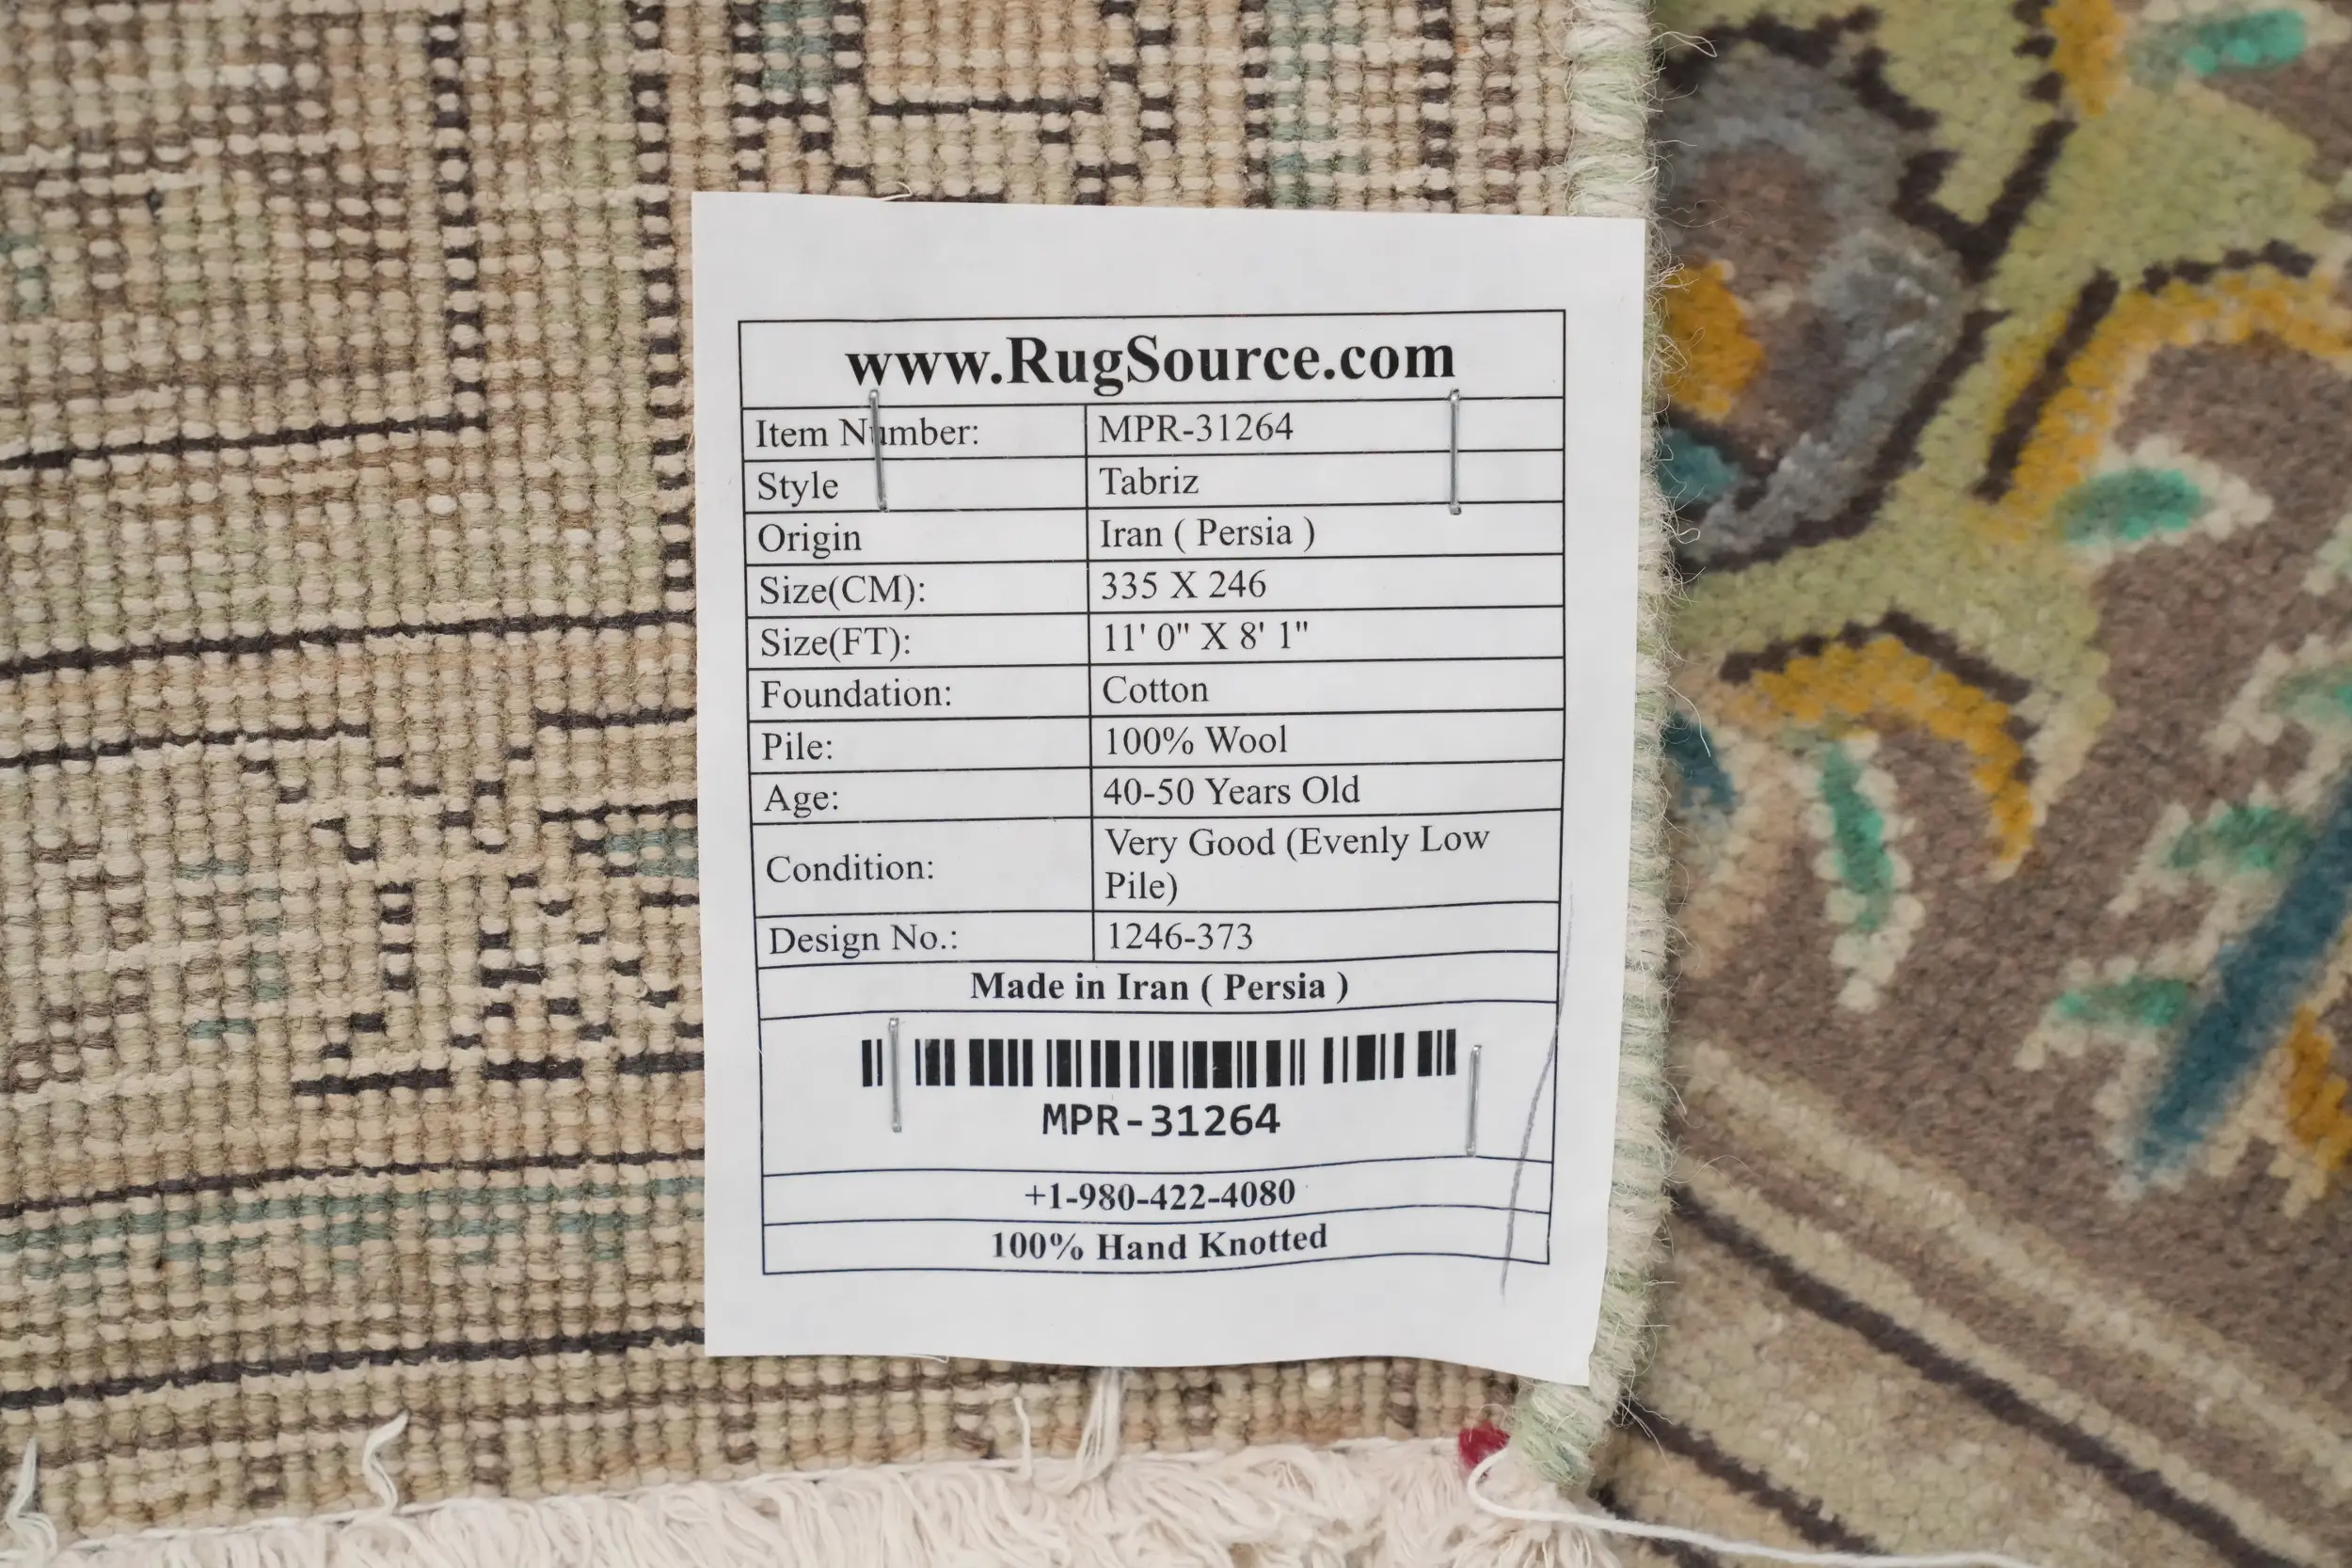 www.RugSource.com
Item Number: MPR-31264
Style Tabriz
Origin Iran ( Persia )
Size(CM): 335 X 246
Size(FT): 11' 0" X 8' 1"
Foundation: Cotton
Pile: 100% Wool
Age: 40-50 Years Old
Condition: Very Good (Evenly Low
Pile)
Design No.: 1246-373
Made in Iran ( Persia )
MPR-31264
+1-980-422-4080
100% Hand Knotted